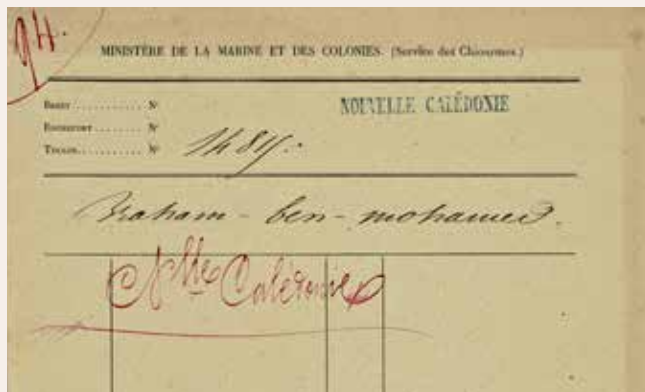 94.
MINISTÈRE DE LA MARINE ET DES COLONIES. (Service des Chiourmes.)
NOUVELLE CALÉDONIE
BREST .......... N°
ROCHEFORT ....... N°
TOULON.......... N°
Braham - ben - mohamed.
Nlle Calédonie